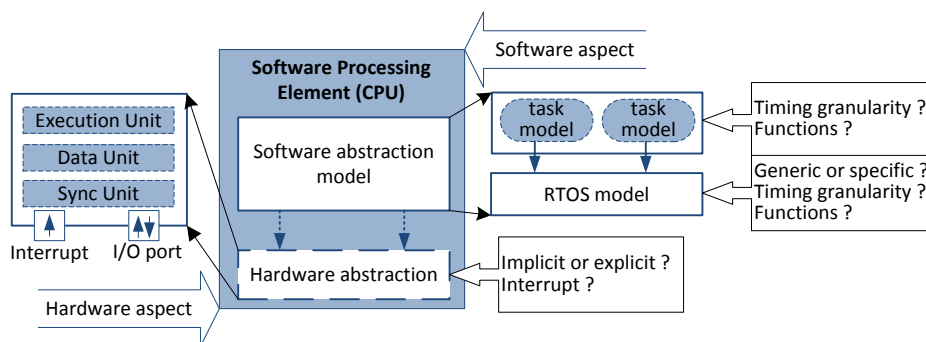 Software aspect
Software Processing
Element (CPU)
Execution Unit
Data Unit
Sync Unit
Interrupt
I/O port
Software abstraction
model
task
model
task
model
Timing granularity ?
Functions ?
RTOS model
Generic or specific ?
Timing granularity ?
Functions ?
Hardware abstraction
Implicit or explicit ?
Interrupt ?
Hardware aspect